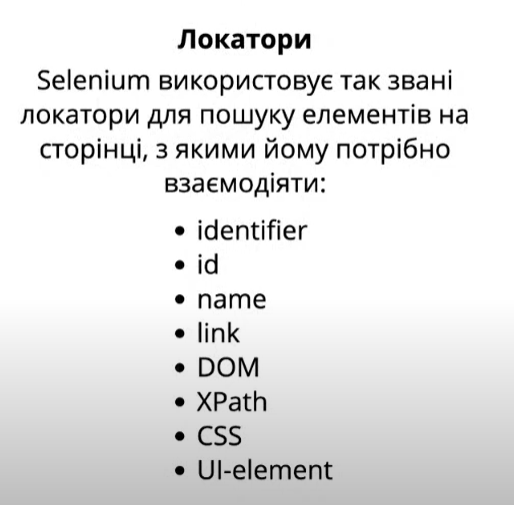 Локатори
Selenium використовує так звані
локатори для пошуку елементів на
сторінці, з якими йому потрібно
взаємодіяти:
• identifier
• id
• name
• link
• DOM
• XPath
• CSS
• UI-element